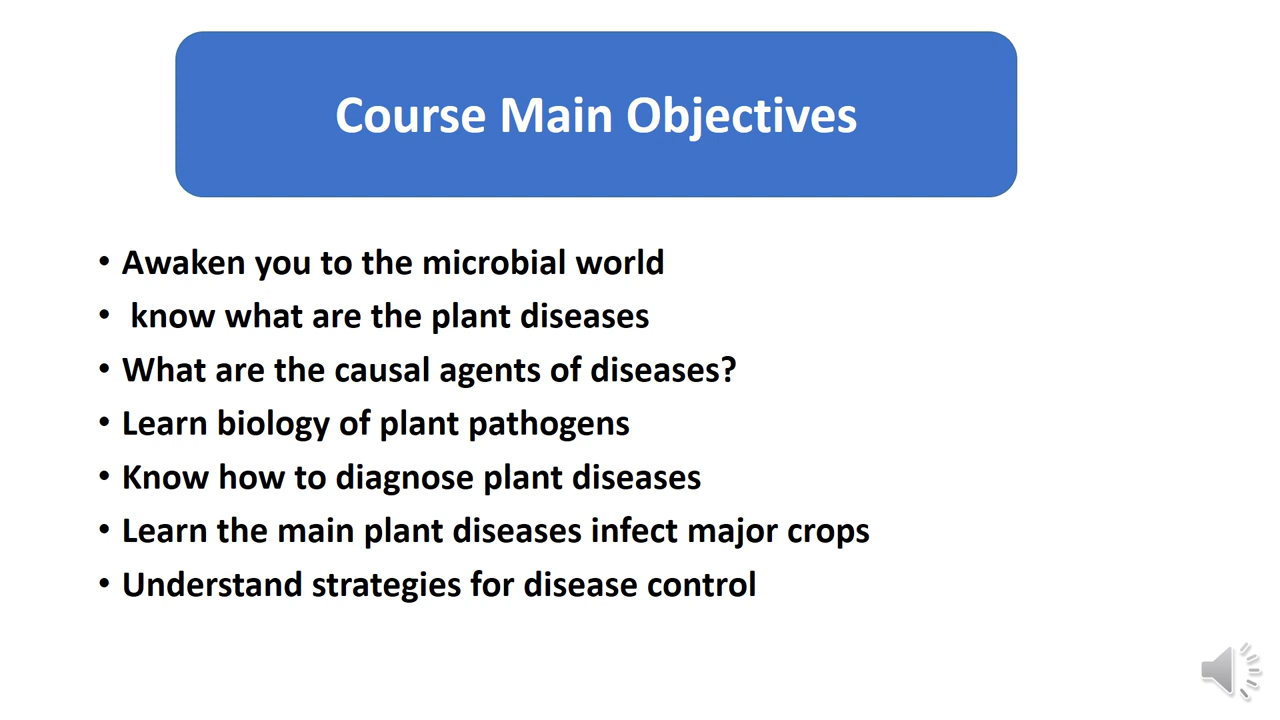 Course Main Objectives
• Awaken you to the microbial world
• know what are the plant diseases
• What are the causal agents of diseases?
• Learn biology of plant pathogens
• Know how to diagnose plant diseases
• Learn the main plant diseases infect major crops
• Understand strategies for disease control